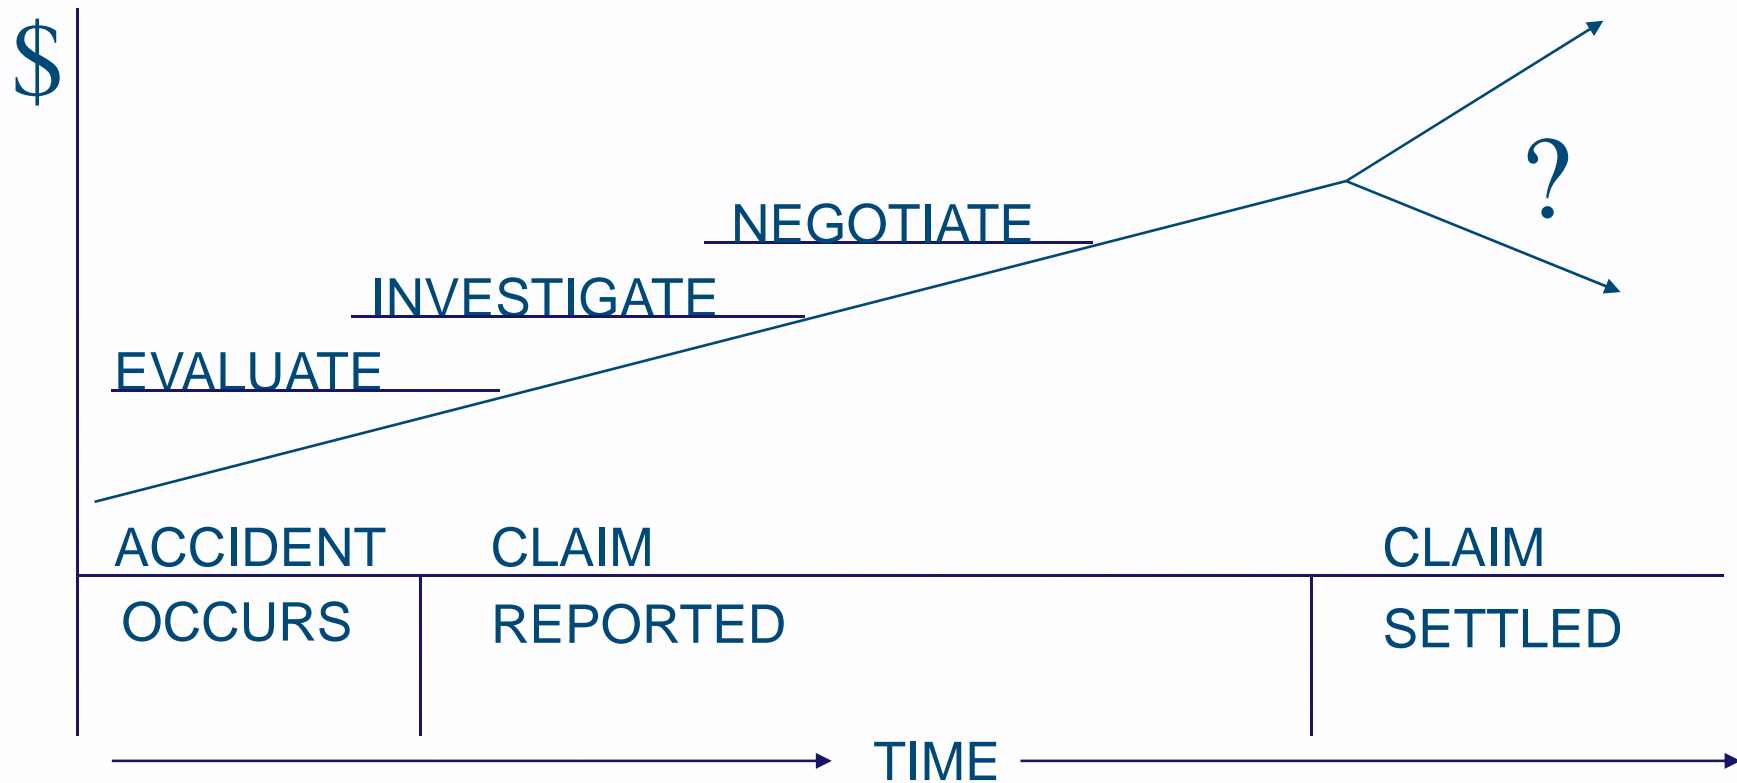 $
?
NEGOTIATE
INVESTIGATE
EVALUATE
ACCIDENT CLAIM CLAIM
OCCURS REPORTED SETTLED
TIME